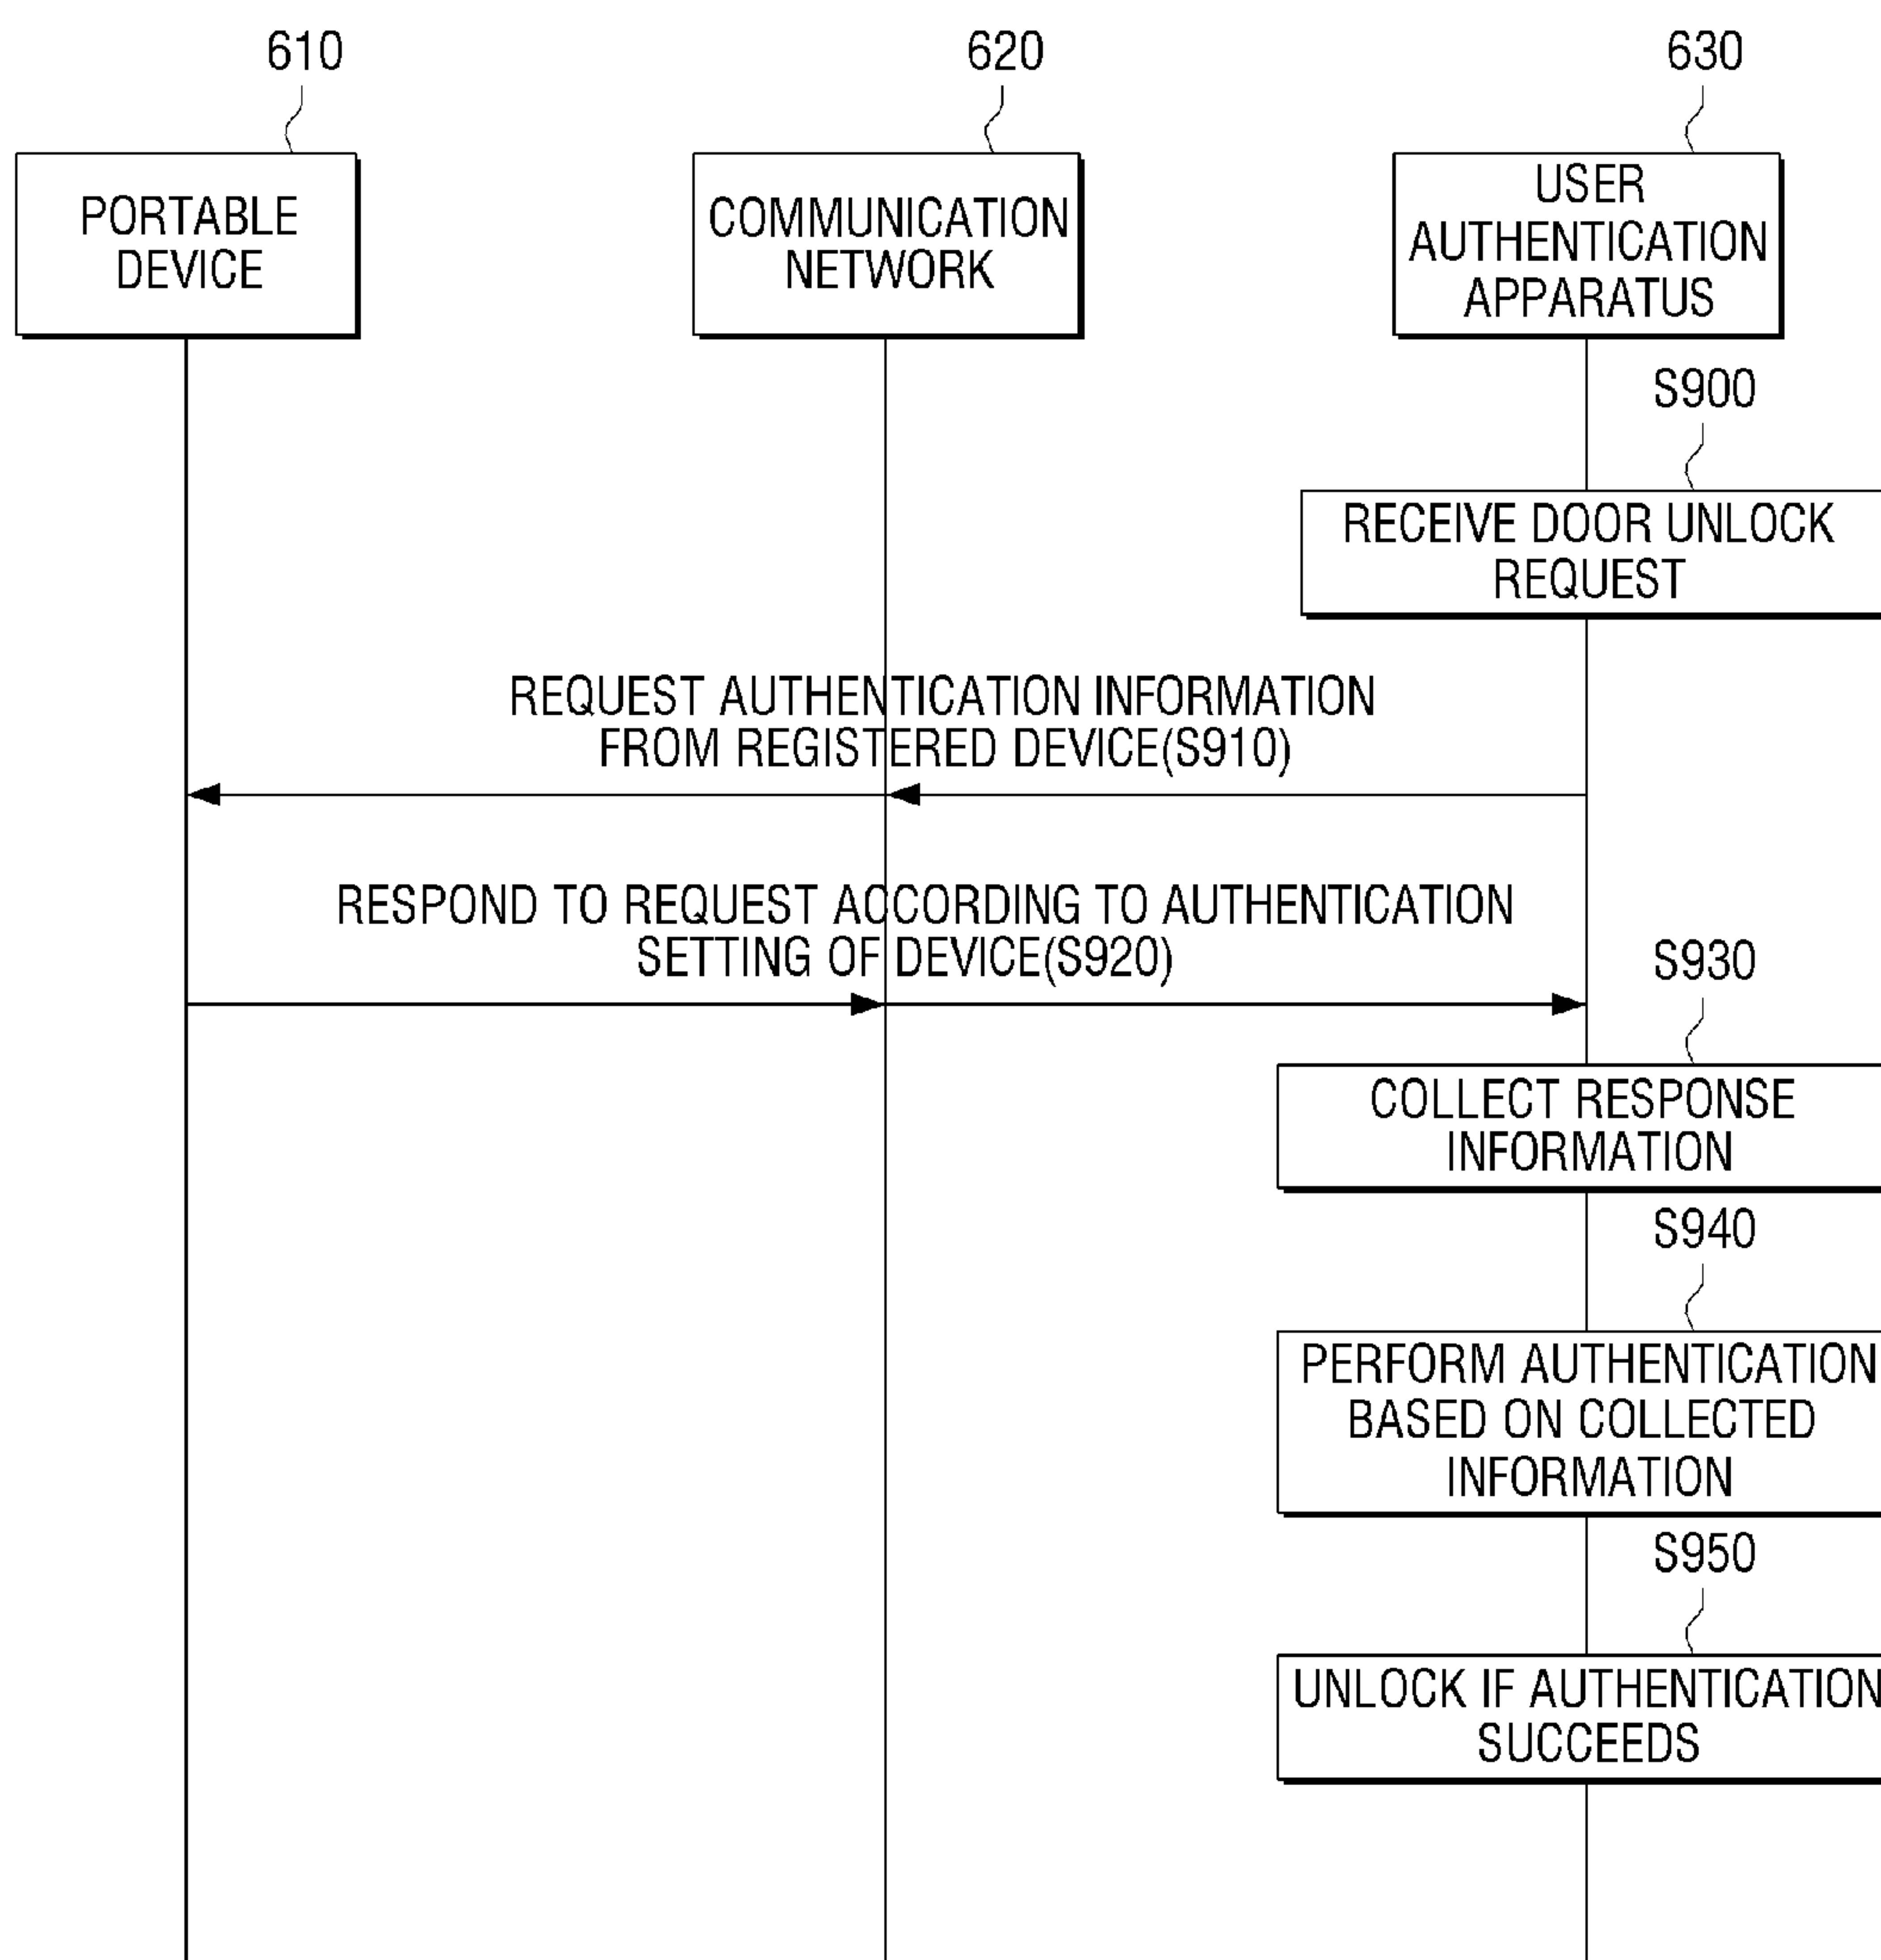 610
620
630
PORTABLE
DEVICE
COMMUNICATION
NETWORK
USER
AUTHENTICATION
APPARATUS
S900
RECEIVE DOOR UNLOCK
REQUEST
REQUEST AUTHENTICATION INFORMATION
FROM REGISTERED DEVICE(S910)
RESPOND TO REQUEST ACCORDING TO AUTHENTICATION
SETTING OF DEVICE(S920)
S930
COLLECT RESPONSE
INFORMATION
S940
PERFORM AUTHENTICATION
BASED ON COLLECTED
INFORMATION
S950
UNLOCK IF AUTHENTICATION
SUCCEEDS